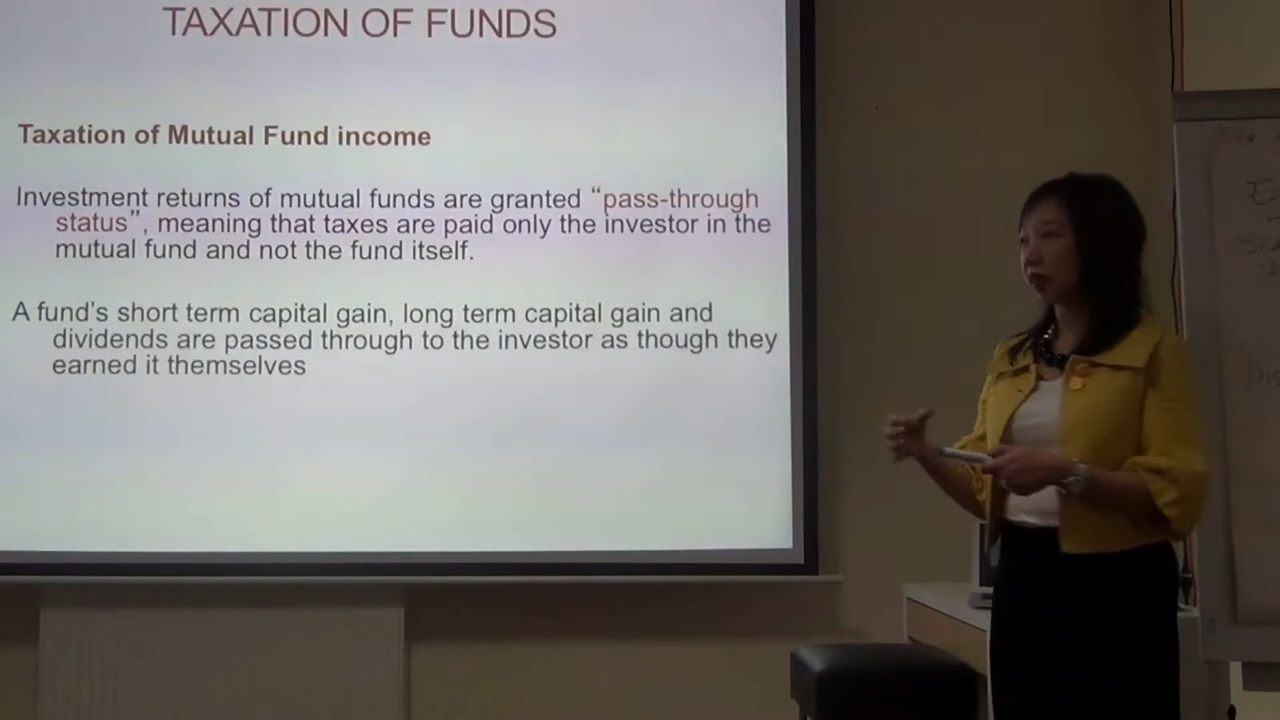 TAXATION OF FUNDS
Taxation of Mutual Fund income
Investment returns of mutual funds are granted “pass-through
status”, meaning that taxes are paid only the investor in the
mutual fund and not the fund itself.
A fund’s short term capital gain, long term capital gain and
dividends are passed through to the investor as though they
earned it themselves